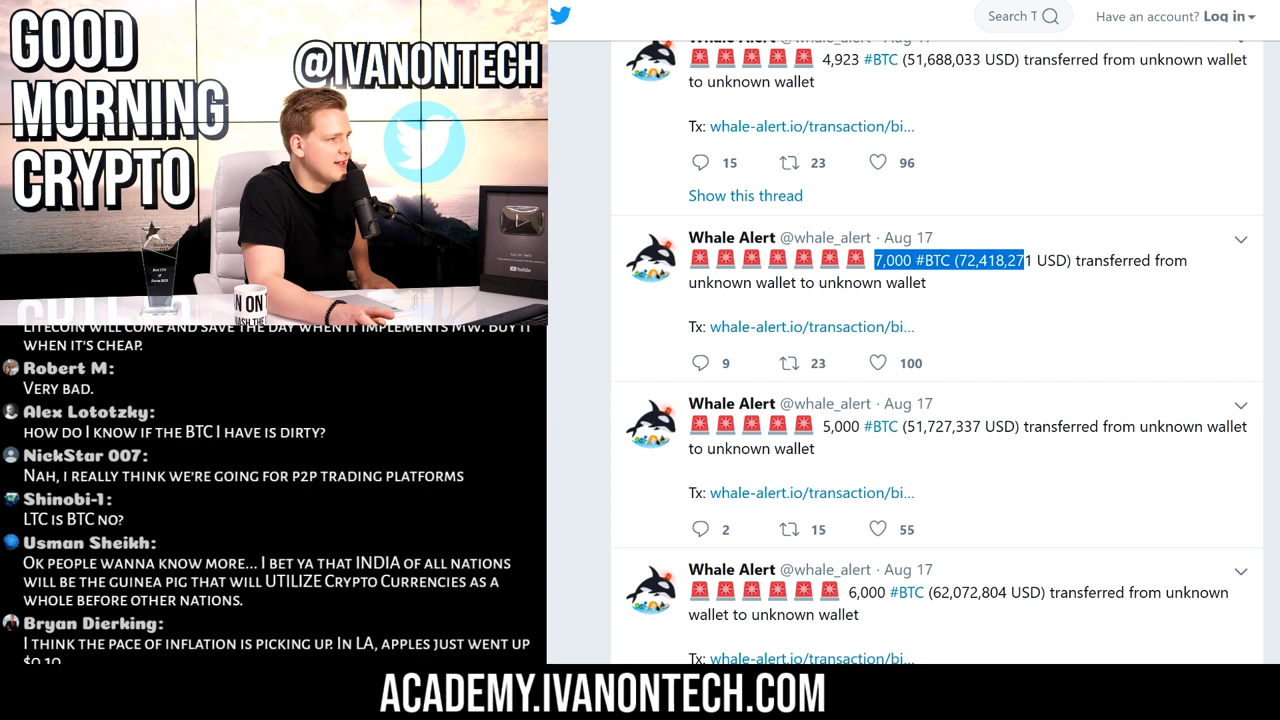 GOOD
MORNING
CRYPTO
@IVANONTECH
YouTube
LITECOIN WILL COME AND SAVE THE DAY WHEN IT IMPLEMENTS MW. BUY IT
WHEN IT'S CHEAP.
Robert M:
VERY BAD.
Alex Lototzky:
HOW DO I KNOW IF THE BTC I HAVE IS DIRTY?
NickStar 007:
NAH, I REALLY THINK WE'RE GOING FOR P2P TRADING PLATFORMS
Shinobi-1:
LTC IS BTC NO?
Usman Sheikh:
OK PEOPLE WANNA KNOW MORE... I BET YA THAT INDIA OF ALL NATIONS
WILL BE THE GUINEA PIG THAT WILL UTILIZE CRYPTO CURRENCIES AS A
WHOLE BEFORE OTHER NATIONS.
Bryan Dierking:
I THINK THE PACE OF INFLATION IS PICKING UP. IN LA, APPLES JUST WENT UP
$0.10
Search T
Have an account? Log in
Whale Alert @whale_alert · Aug 17
4,923 #BTC (51,688,033 USD) transferred from unknown wallet
to unknown wallet
Tx: whale-alert.io/transaction/bi...
15 23 96
Show this thread
Whale Alert @whale_alert · Aug 17
7,000 #BTC (72,418,271 USD) transferred from
unknown wallet to unknown wallet
Tx: whale-alert.io/transaction/bi...
9 23 100
Whale Alert @whale_alert · Aug 17
5,000 #BTC (51,727,337 USD) transferred from unknown wallet
to unknown wallet
Tx: whale-alert.io/transaction/bi...
2 15 55
Whale Alert @whale_alert · Aug 17
6,000 #BTC (62,072,804 USD) transferred from unknown
wallet to unknown wallet
Tx: whale-alert.io/transaction/bi...
ACADEMY.IVANONTECH.COM